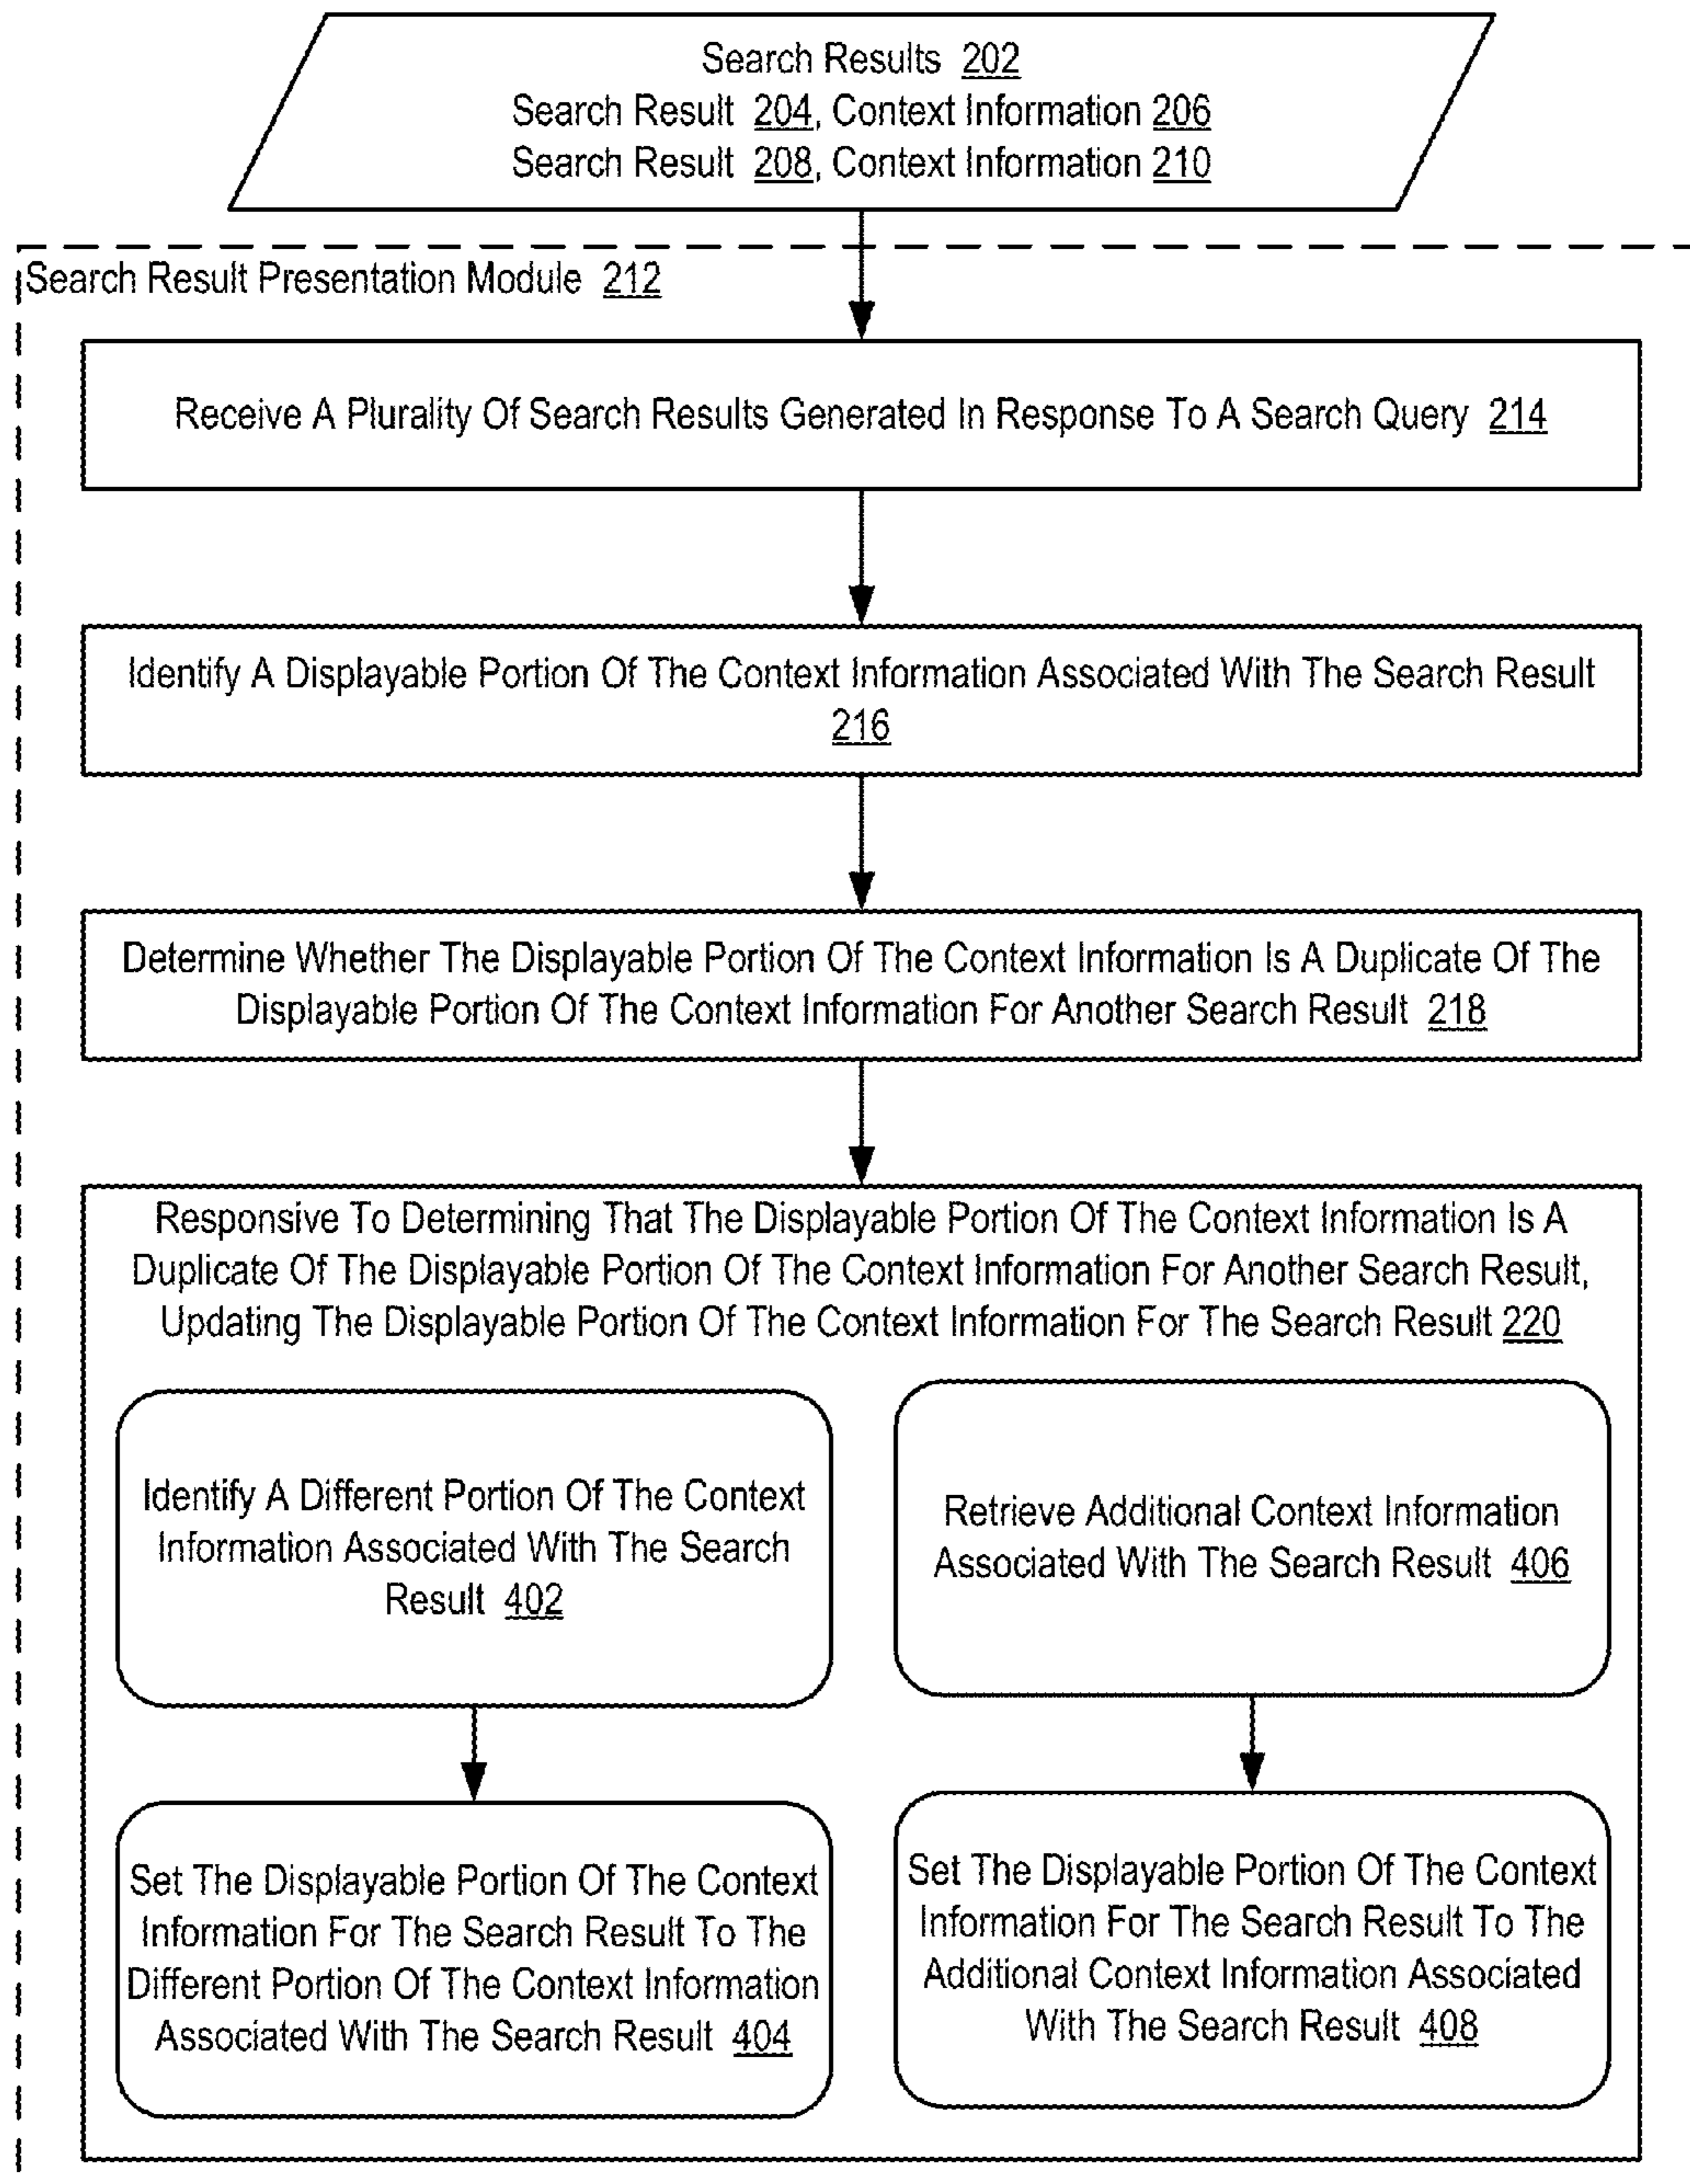 Search Results 202
Search Result 204, Context Information 206
Search Result 208, Context Information 210
Search Result Presentation Module 212
Receive A Plurality Of Search Results Generated In Response To A Search Query 214
Identify A Displayable Portion Of The Context Information Associated With The Search Result
216
Determine Whether The Displayable Portion Of The Context Information Is A Duplicate Of The
Displayable Portion Of The Context Information For Another Search Result 218
Responsive To Determining That The Displayable Portion Of The Context Information Is A
Duplicate Of The Displayable Portion Of The Context Information For Another Search Result,
Updating The Displayable Portion Of The Context Information For The Search Result 220
Identify A Different Portion Of The Context
Information Associated With The Search
Result 402
Retrieve Additional Context Information
Associated With The Search Result 406
Set The Displayable Portion Of The Context
Information For The Search Result To The
Different Portion Of The Context Information
Associated With The Search Result 404
Set The Displayable Portion Of The Context
Information For The Search Result To The
Additional Context Information Associated
With The Search Result 408